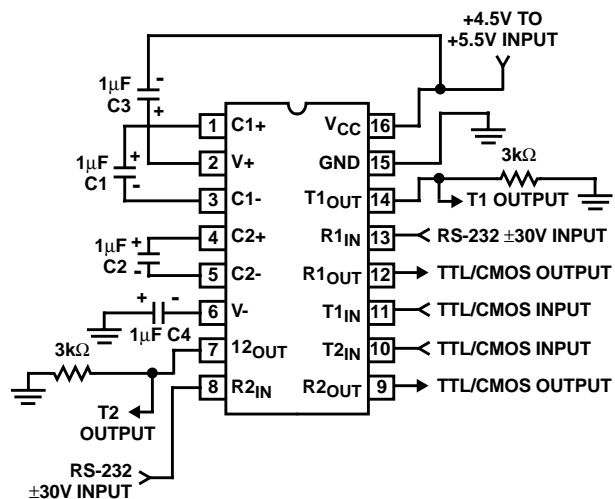 +4.5V TO
+5.5V INPUT
1μF
C3
-
+
1 C1+
VCC 16
1μF
C1
+
-
2 V+
GND 15
3kΩ
3 C1-
T1OUT 14
T1 OUTPUT
1μF
C2
+
-
4 C2+
R1IN 13
RS-232 ±30V INPUT
5 C2-
R1OUT 12
TTL/CMOS OUTPUT
+ -
1μF C4
6 V-
T1IN 11
TTL/CMOS INPUT
3kΩ
7 12OUT
T2IN 10
TTL/CMOS INPUT
8 R2IN
R2OUT 9
TTL/CMOS OUTPUT
T2
OUTPUT
RS-232
±30V INPUT